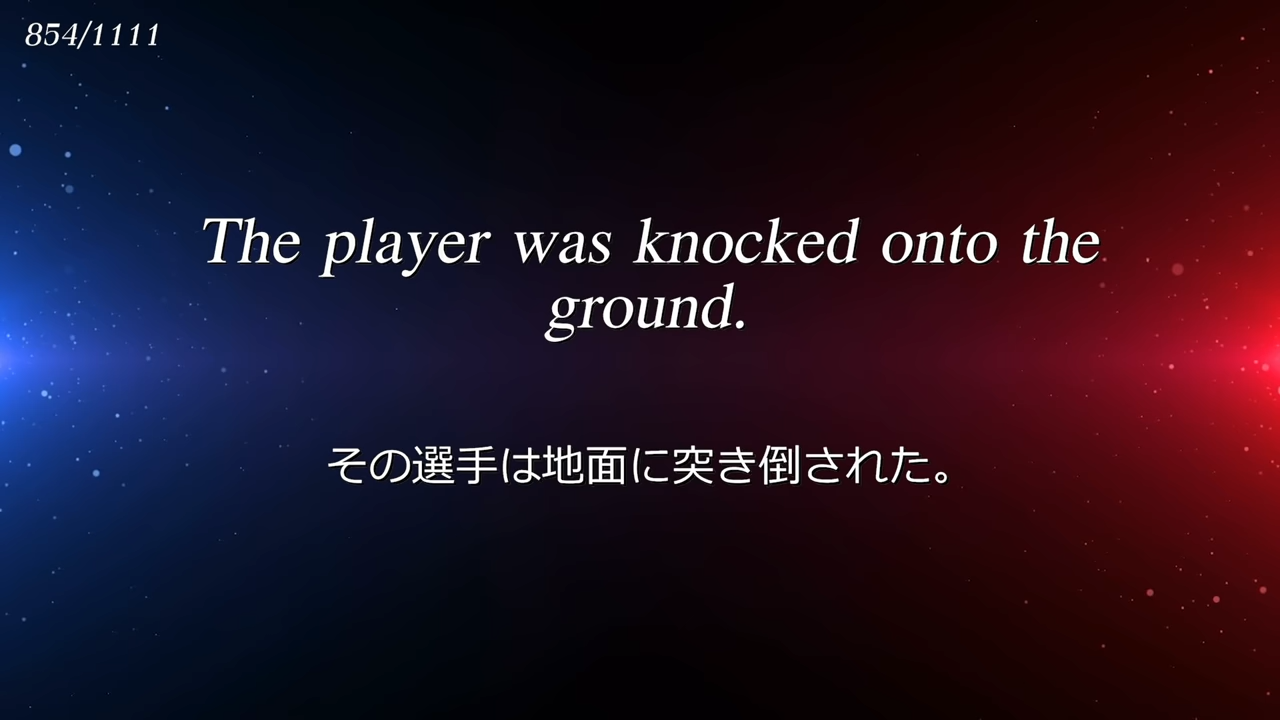 854/1111
The player was knocked onto the
ground.
その選手は地面に突き倒された。